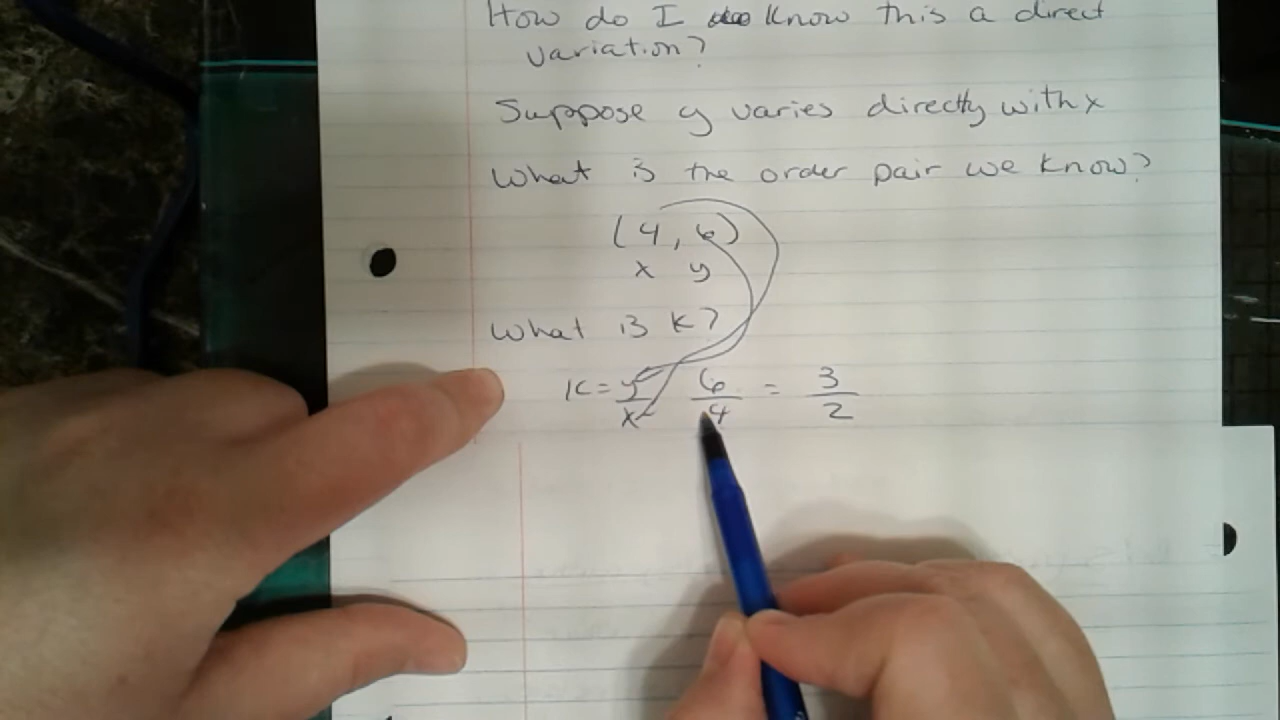 How do I know this a direct
variation?
Suppose y varies directly with x
What is the order pair we know?
(4, 6)
x y
What is k?
k = y/x 6/4 = 3/2